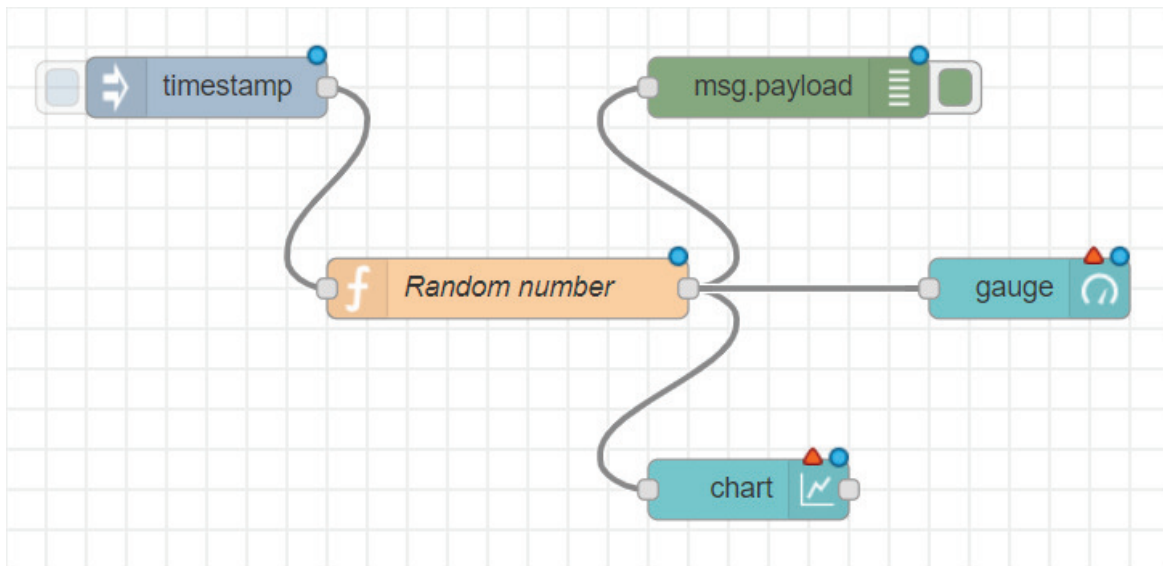 timestamp
msg.payload
Random number
gauge
chart